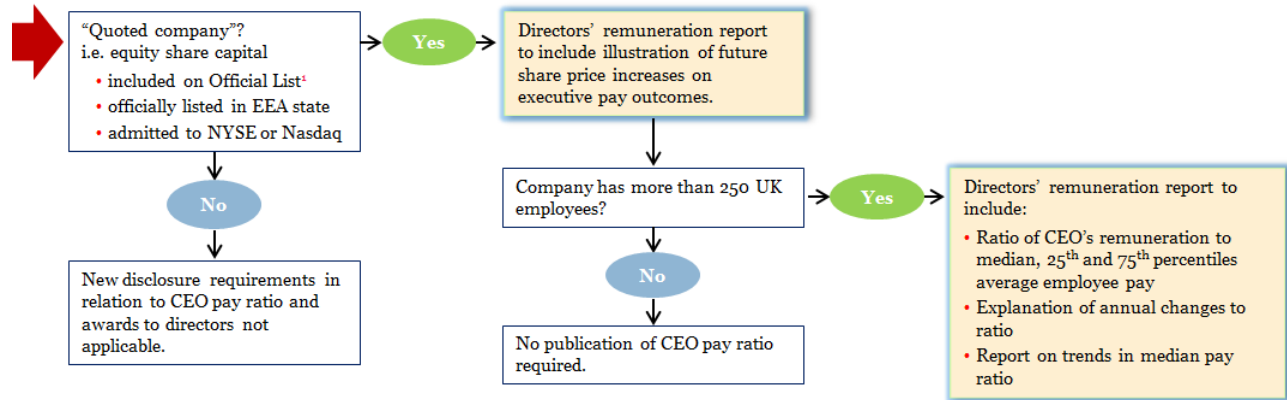 “Quoted company”?
i.e. equity share capital
• included on Official List¹
• officially listed in EEA state
• admitted to NYSE or Nasdaq
Yes
Directors’ remuneration report
to include illustration of future
share price increases on
executive pay outcomes.
No
New disclosure requirements in
relation to CEO pay ratio and
awards to directors not
applicable.
Company has more than 250 UK
employees?
Yes
Directors’ remuneration report to
include:
• Ratio of CEO’s remuneration to
median, 25th and 75th percentiles
average employee pay
• Explanation of annual changes to
ratio
• Report on trends in median pay
ratio
No
No publication of CEO pay ratio
required.